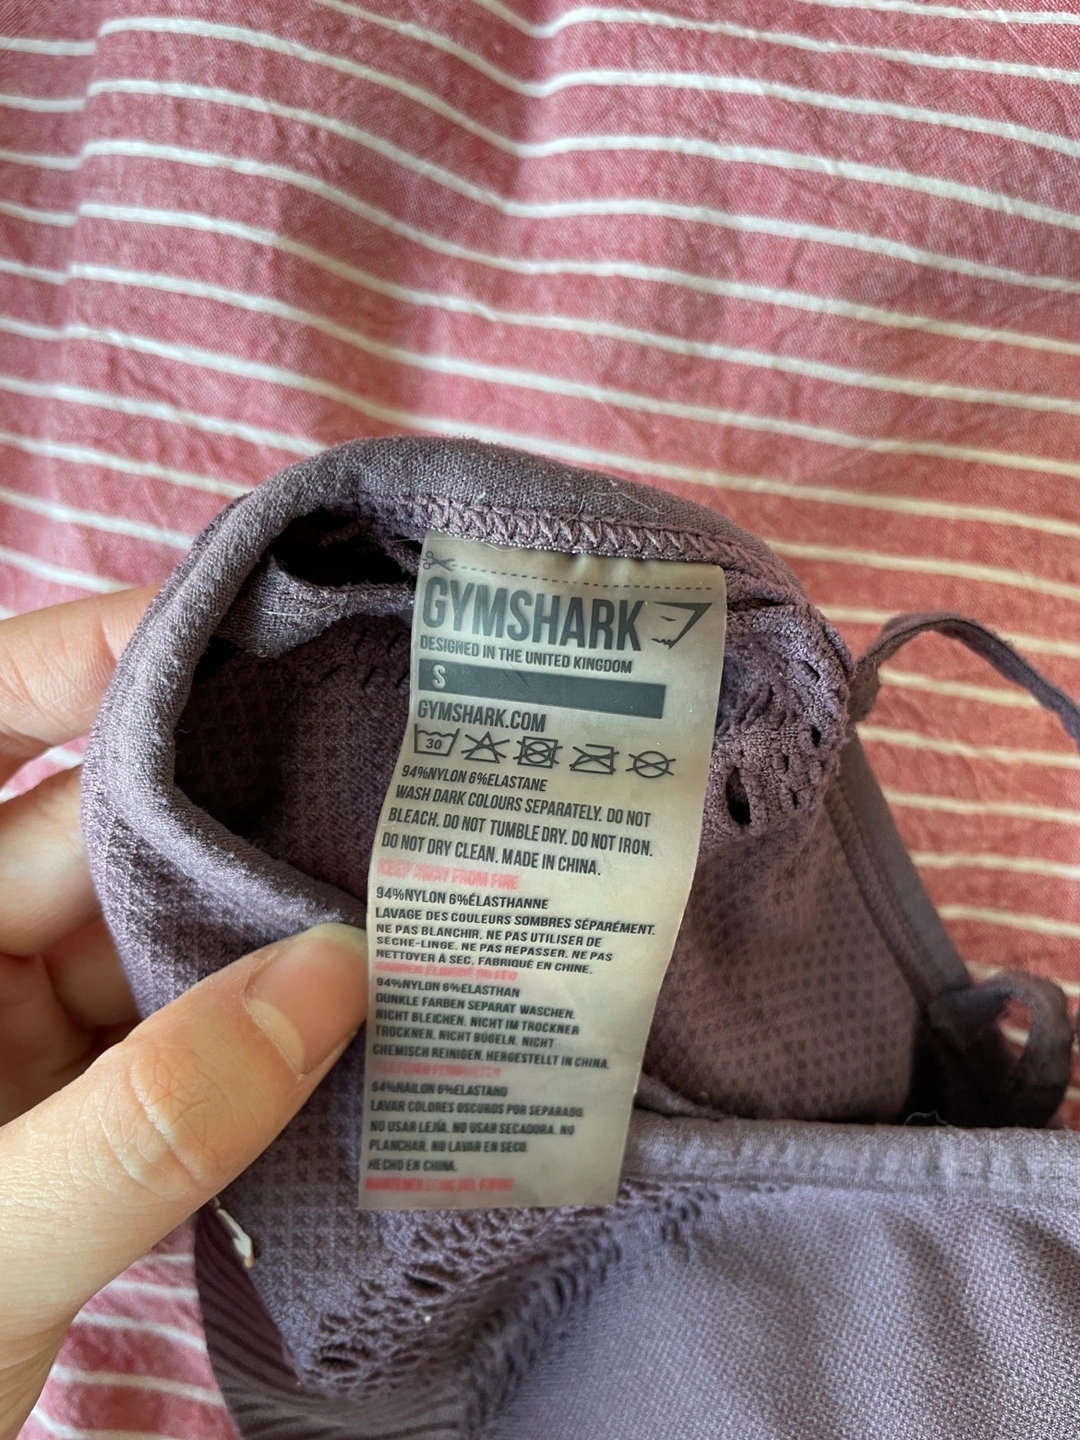 GYMSHARK
DESIGNED IN THE UNITED KINGDOM
S
GYMSHARK.COM
30
94%NYLON 6%ELASTANE
WASH DARK COLOURS SEPARATELY. DO NOT
BLEACH. DO NOT TUMBLE DRY. DO NOT IRON.
DO NOT DRY CLEAN. MADE IN CHINA.
KEEP AWAY FROM FIRE
94%NYLON 6%ÉLASTHANNE
LAVAGE DES COULEURS SOMBRES SÉPARÉMENT.
NE PAS BLANCHIR. NE PAS UTILISER DE
SÈCHE-LINGE. NE PAS REPASSER. NE PAS
NETTOYER À SEC. FABRIQUÉ EN CHINE.
94%NYLON 6%ELASTHAN
DUNKLE FARBEN SEPARAT WASCHEN.
NICHT BLEICHEN. NICHT IM TROCKNER
TROCKNEN. NICHT BÜGELN. NICHT
CHEMISCH REINIGEN. HERGESTELLT IN CHINA.
94%NAILON 6%ELASTANO
LAVAR COLORES OSCUROS POR SEPARADO.
NO USAR LEJÍA. NO USAR SECADORA. NO
PLANCHAR. NO LAVAR EN SECO.
HECHO EN CHINA.